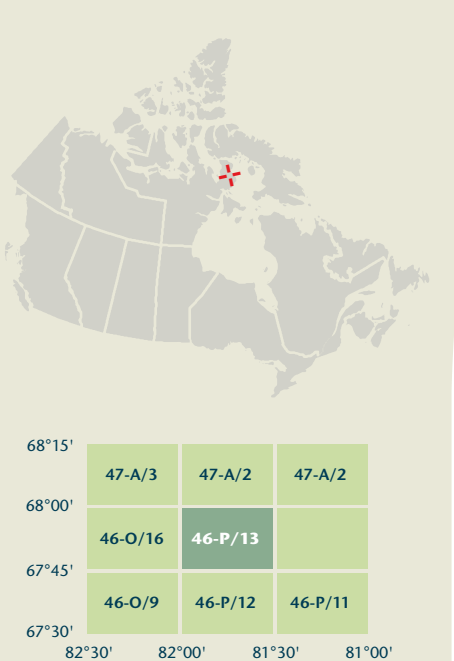 68°15'
47-A/3 47-A/2 47-A/2
68°00'
46-O/16 46-P/13
67°45'
46-O/9 46-P/12 46-P/11
67°30'
82°30' 82°00' 81°30' 81°00'